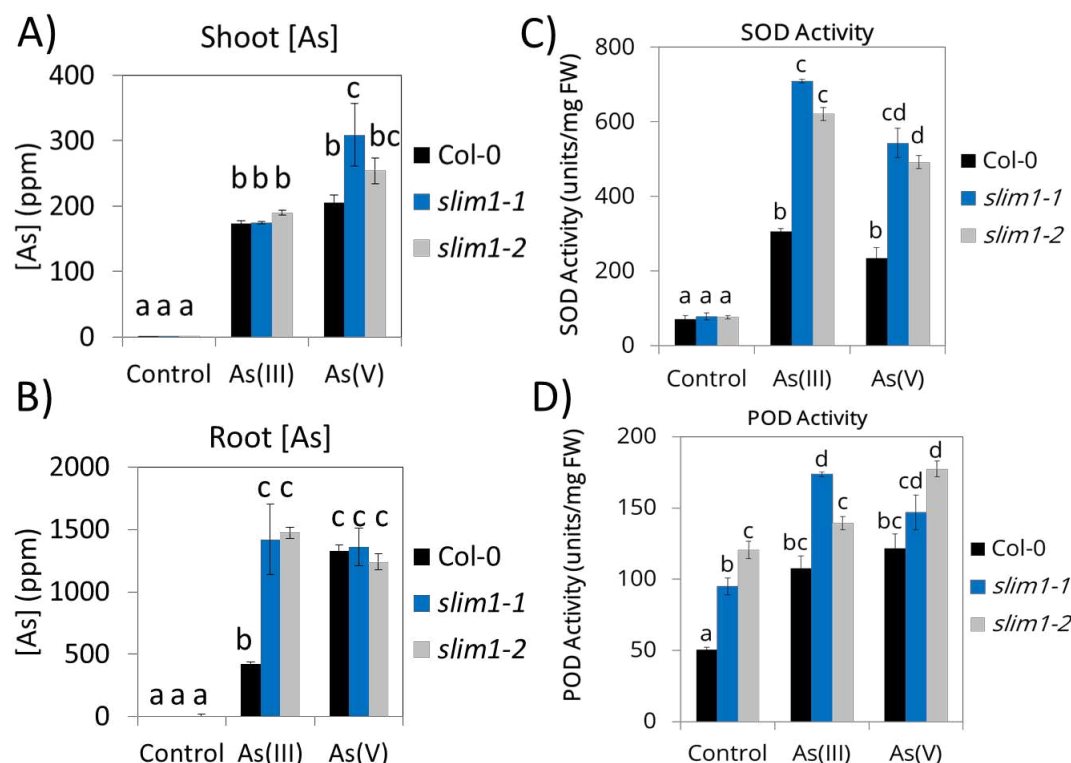 A)
Shoot [As]
[As] (ppm)
400
300
200
100
0
a a a
b b b
b
c
bc
Control
As(III)
As(V)
Col-0
slim1-1
slim1-2
B)
Root [As]
[As] (ppm)
2000
1500
1000
500
0
a a a
b
c c
c c c
Control
As(III)
As(V)
Col-0
slim1-1
slim1-2
C)
SOD Activity
SOD Activity (units/mg FW)
800
600
400
200
0
a a a
b
c
c
b
cd
d
Control
As(III)
As(V)
Col-0
slim1-1
slim1-2
D)
POD Activity
POD Activity (units/mg FW)
200
150
100
50
0
a
b
c
bc
d
c
bc
cd
d
Control
As(III)
As(V)
Col-0
slim1-1
slim1-2